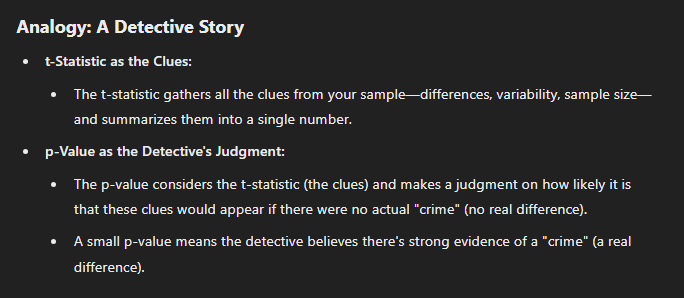 Analogy: A Detective Story
• t-Statistic as the Clues:
• The t-statistic gathers all the clues from your sample—differences, variability, sample size—
and summarizes them into a single number.
• p-Value as the Detective's Judgment:
• The p-value considers the t-statistic (the clues) and makes a judgment on how likely it is
that these clues would appear if there were no actual "crime" (no real difference).
• A small p-value means the detective believes there's strong evidence of a "crime" (a real
difference).